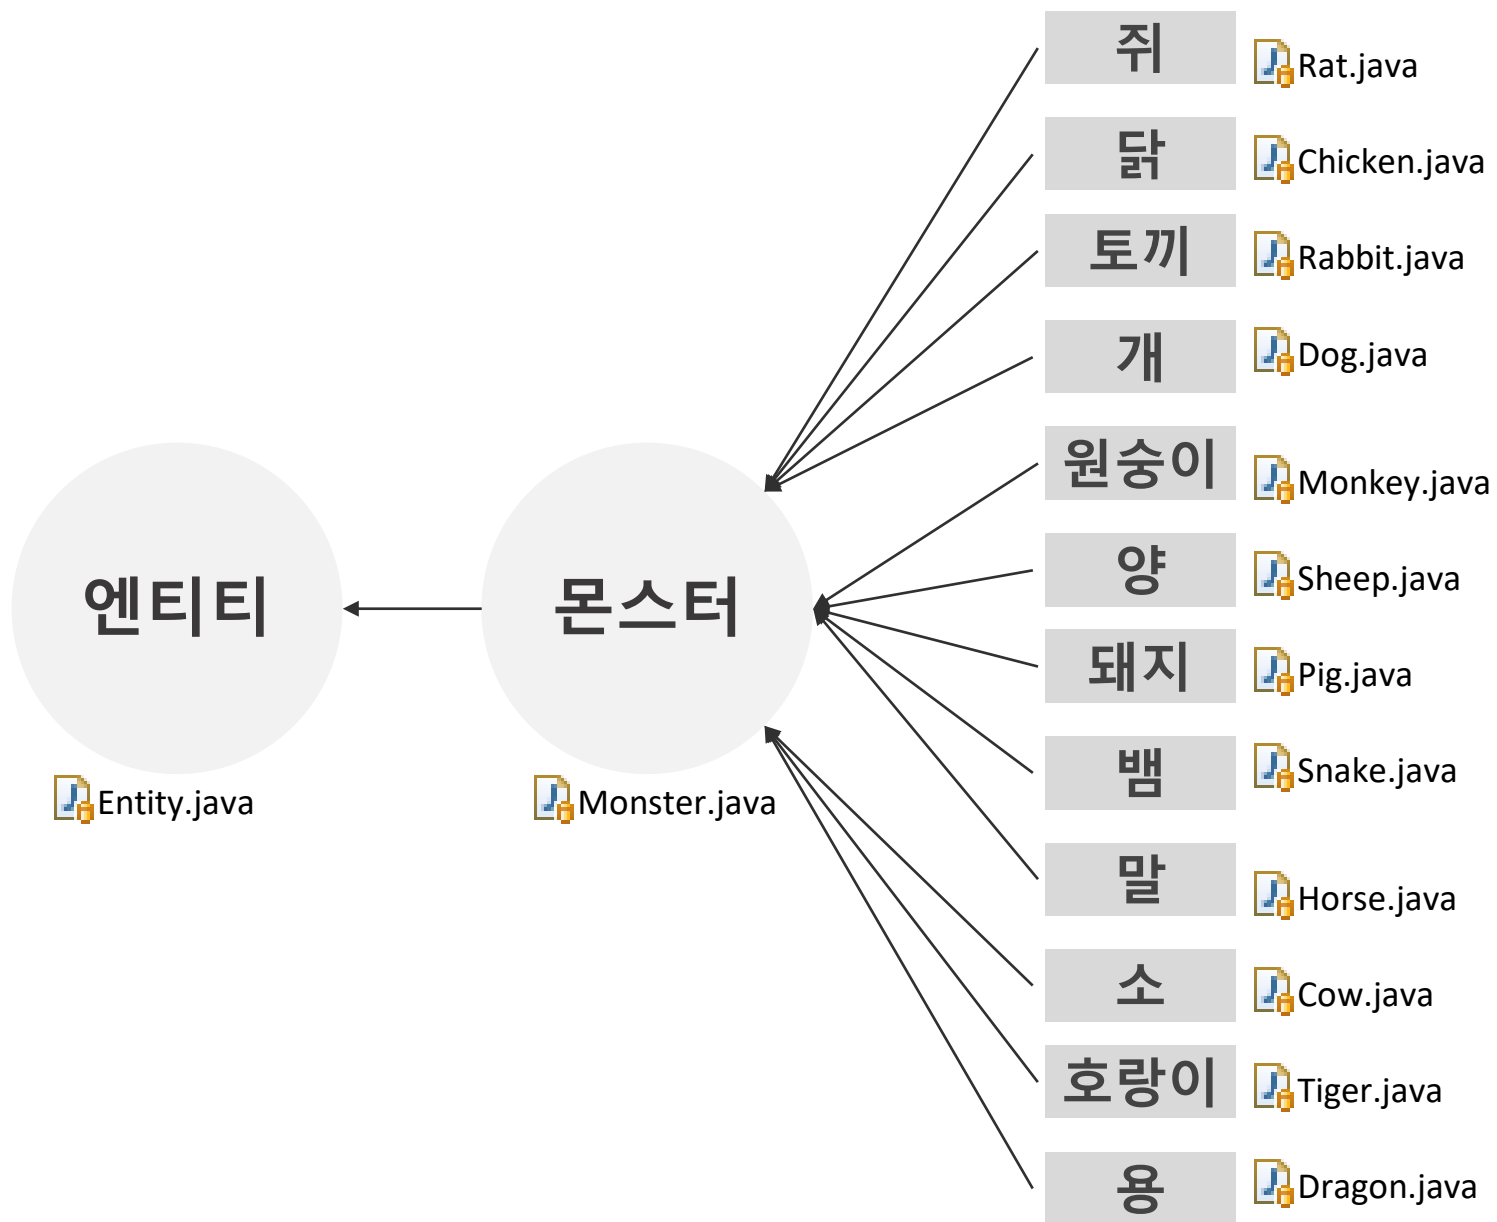 쥐
Rat.java
닭
Chicken.java
토끼
Rabbit.java
개
Dog.java
원숭이
Monkey.java
양
Sheep.java
엔티티
몬스터
돼지
Pig.java
뱀
Snake.java
Entity.java
Monster.java
말
Horse.java
소
Cow.java
호랑이
Tiger.java
용
Dragon.java